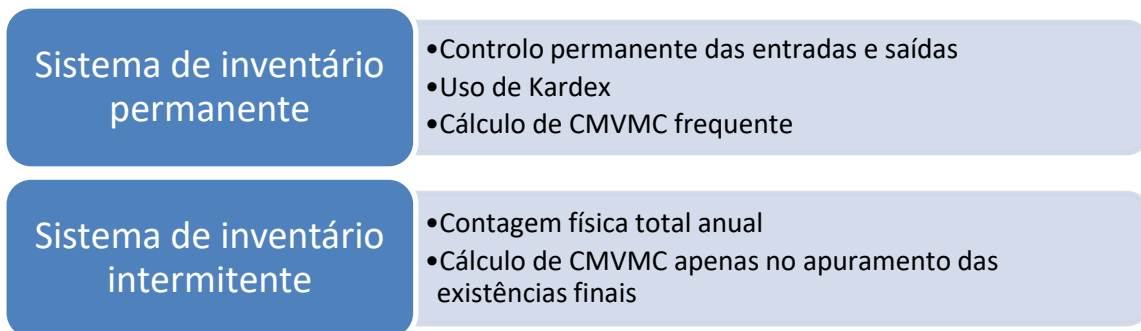 Sistema de inventário
permanente
•Controlo permanente das entradas e saídas
•Uso de Kardex
•Cálculo de CMVMC frequente
Sistema de inventário
intermitente
•Contagem física total anual
•Cálculo de CMVMC apenas no apuramento das
existências finais